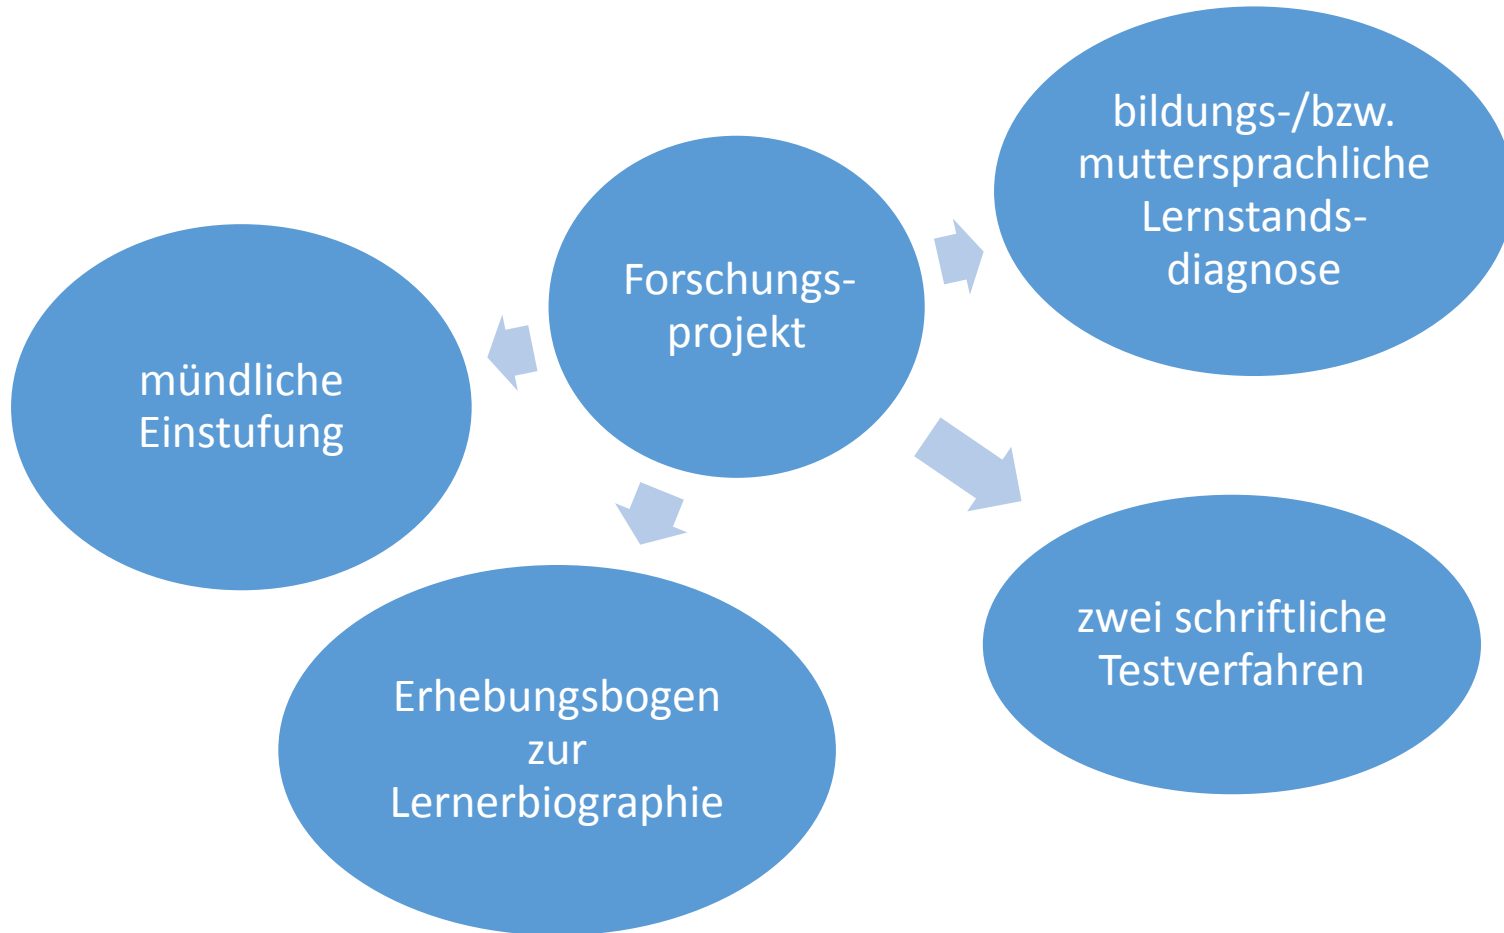 bildungs-/bzw.
muttersprachliche
Lernstands-
diagnose
Forschungs-
projekt
mündliche
Einstufung
zwei schriftliche
Testverfahren
Erhebungsbogen
zur
Lernerbiographie